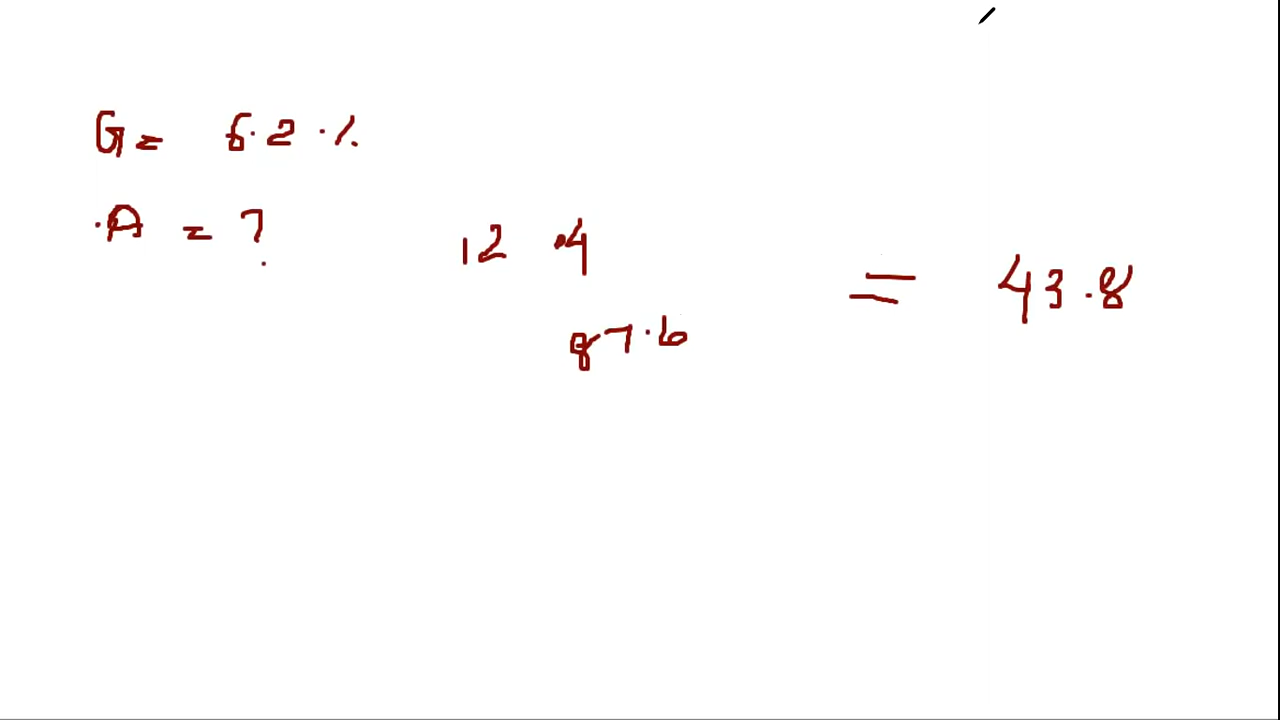 G = 6.2 %
A = ?
12.4
= 43.8
87.6